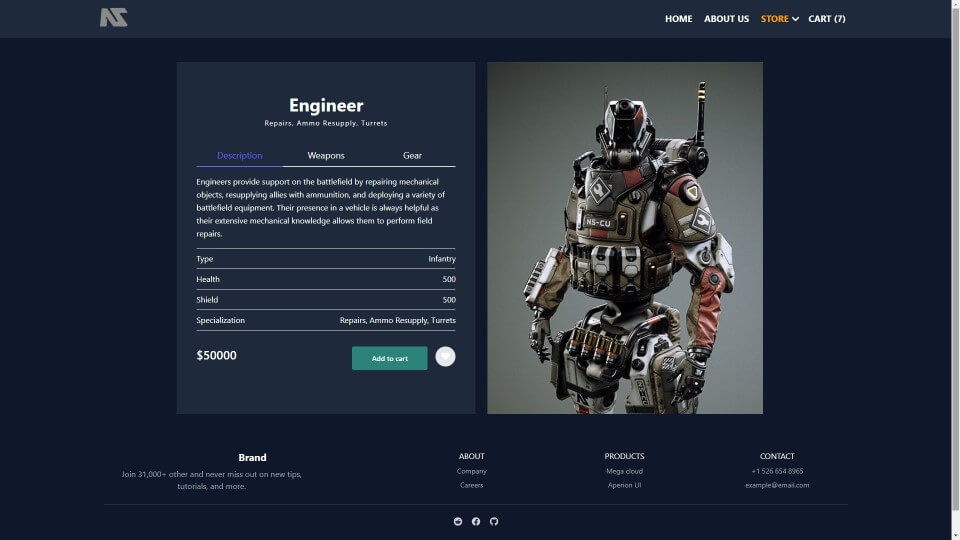 NS
HOME ABOUT US STORE CART (7)
Engineer
Repairs, Ammo Resupply, Turrets
Description Weapons Gear
Engineers provide support on the battlefield by repairing mechanical
objects, resupplying allies with ammunition, and deploying a variety of
battlefield equipment. Their presence in a vehicle is always helpful as
their extensive mechanical knowledge allows them to perform field
repairs.
Type Infantry
Health 500
Shield 500
Specialization Repairs, Ammo Resupply, Turrets
$50000 Add to cart
NS-CU
Brand
Join 31,000+ other and never miss out on new tips,
tutorials, and more.
ABOUT
Company
Careers
PRODUCTS
Mega cloud
Aperion UI
CONTACT
+1 526 654 8965
example@email.com